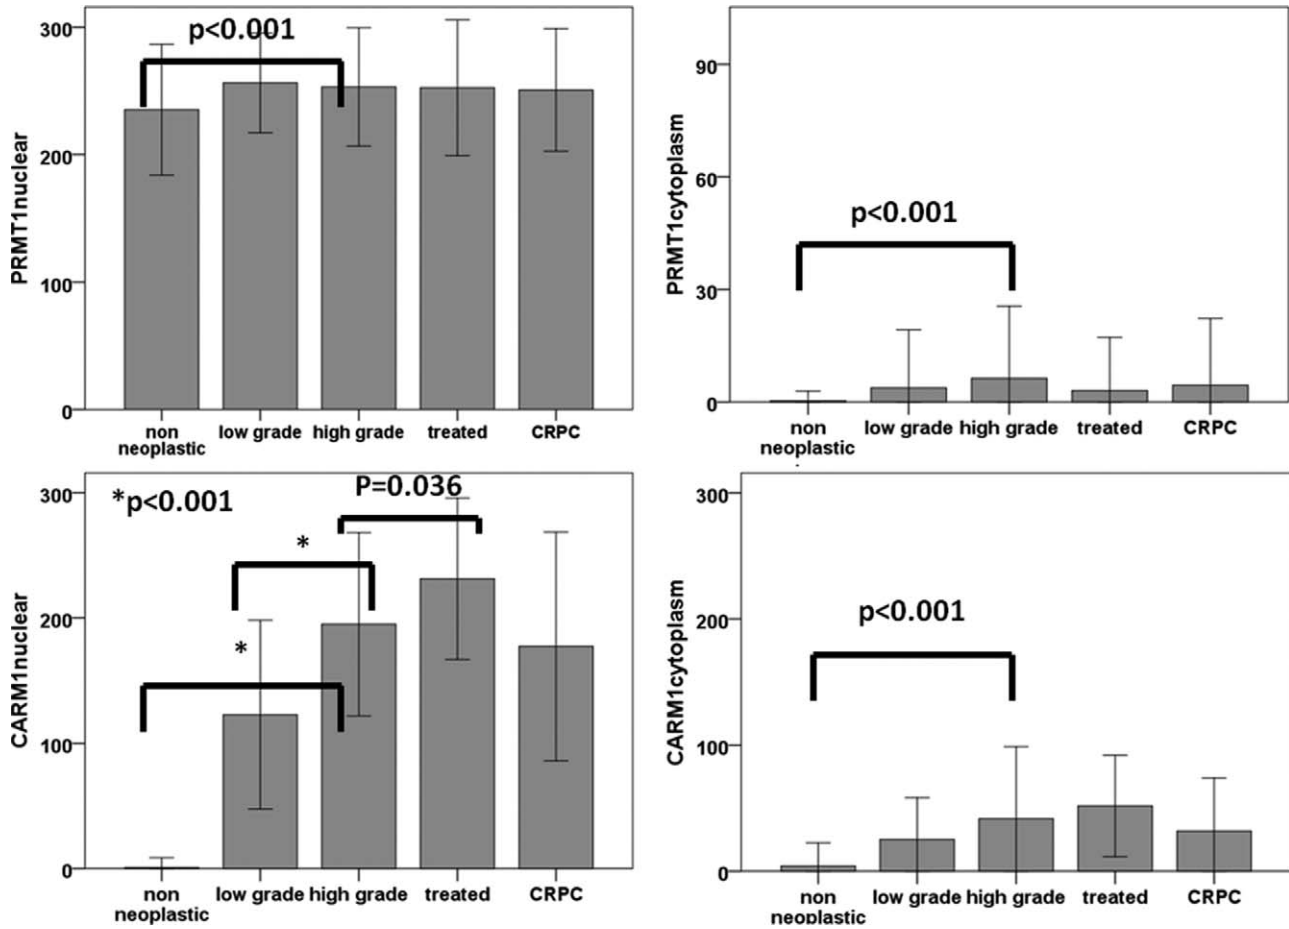 PRMT1nuclear
300
200
100
0
p<0.001
non neoplastic
low grade
high grade
treated
CRPC
PRMT1cytoplasm
90
60
30
0
p<0.001
non neoplastic
low grade
high grade
treated
CRPC
CARM1nuclear
300
200
100
0
*p<0.001
P=0.036
*
*
non neoplastic
low grade
high grade
treated
CRPC
CARM1cytoplasm
300
200
100
0
p<0.001
non neoplastic
low grade
high grade
treated
CRPC